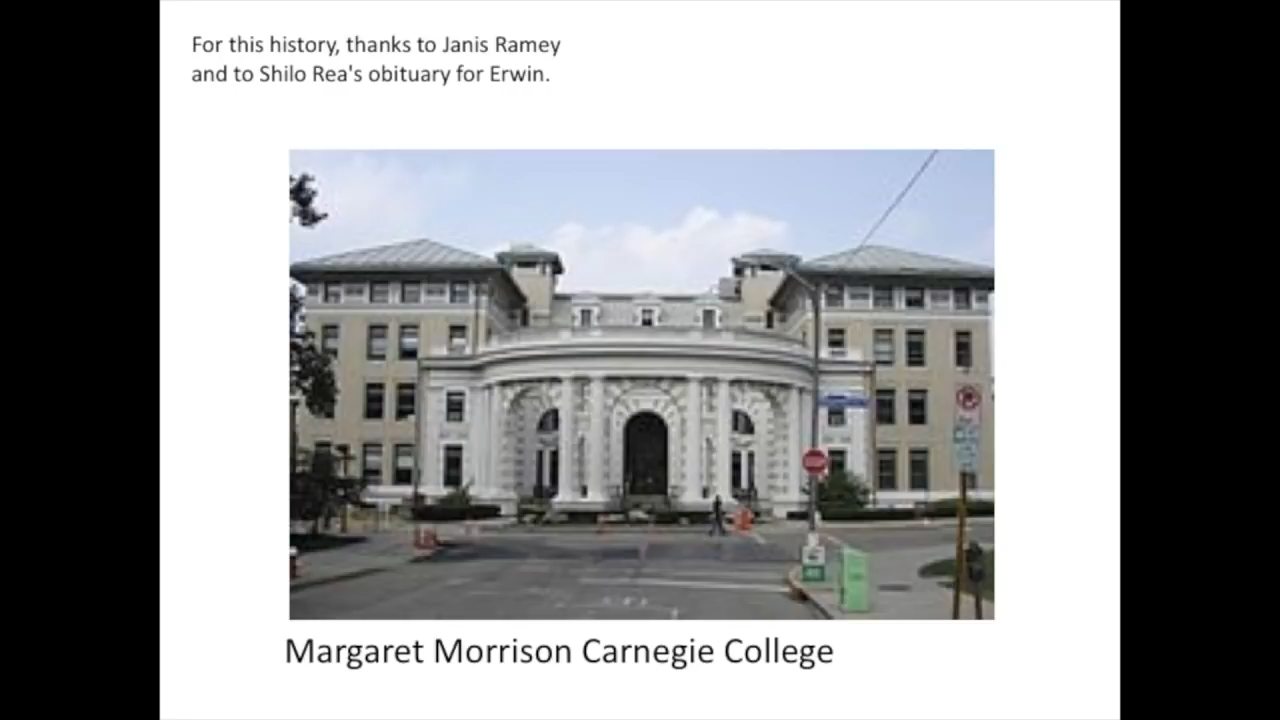 For this history, thanks to Janis Ramey
and to Shilo Rea's obituary for Erwin.
Margaret Morrison Carnegie College